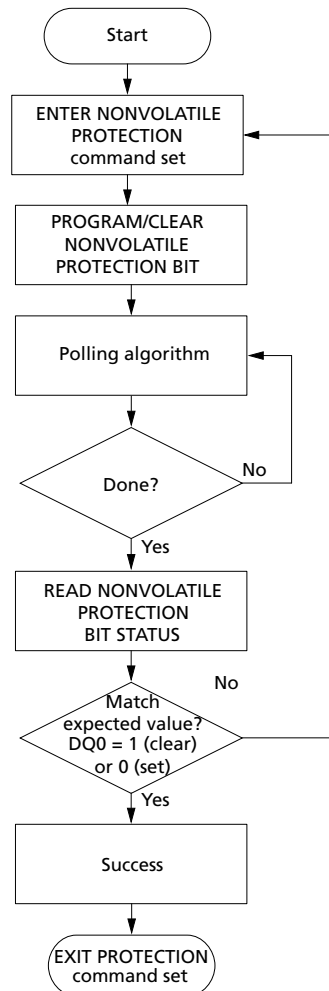 Start
ENTER NONVOLATILE
PROTECTION
command set
PROGRAM/CLEAR
NONVOLATILE
PROTECTION BIT
Polling algorithm
Done?
No
Yes
READ NONVOLATILE
PROTECTION
BIT STATUS
No
Match
expected value?
DQ0 = 1 (clear)
or 0 (set)
Yes
Success
EXIT PROTECTION
command set